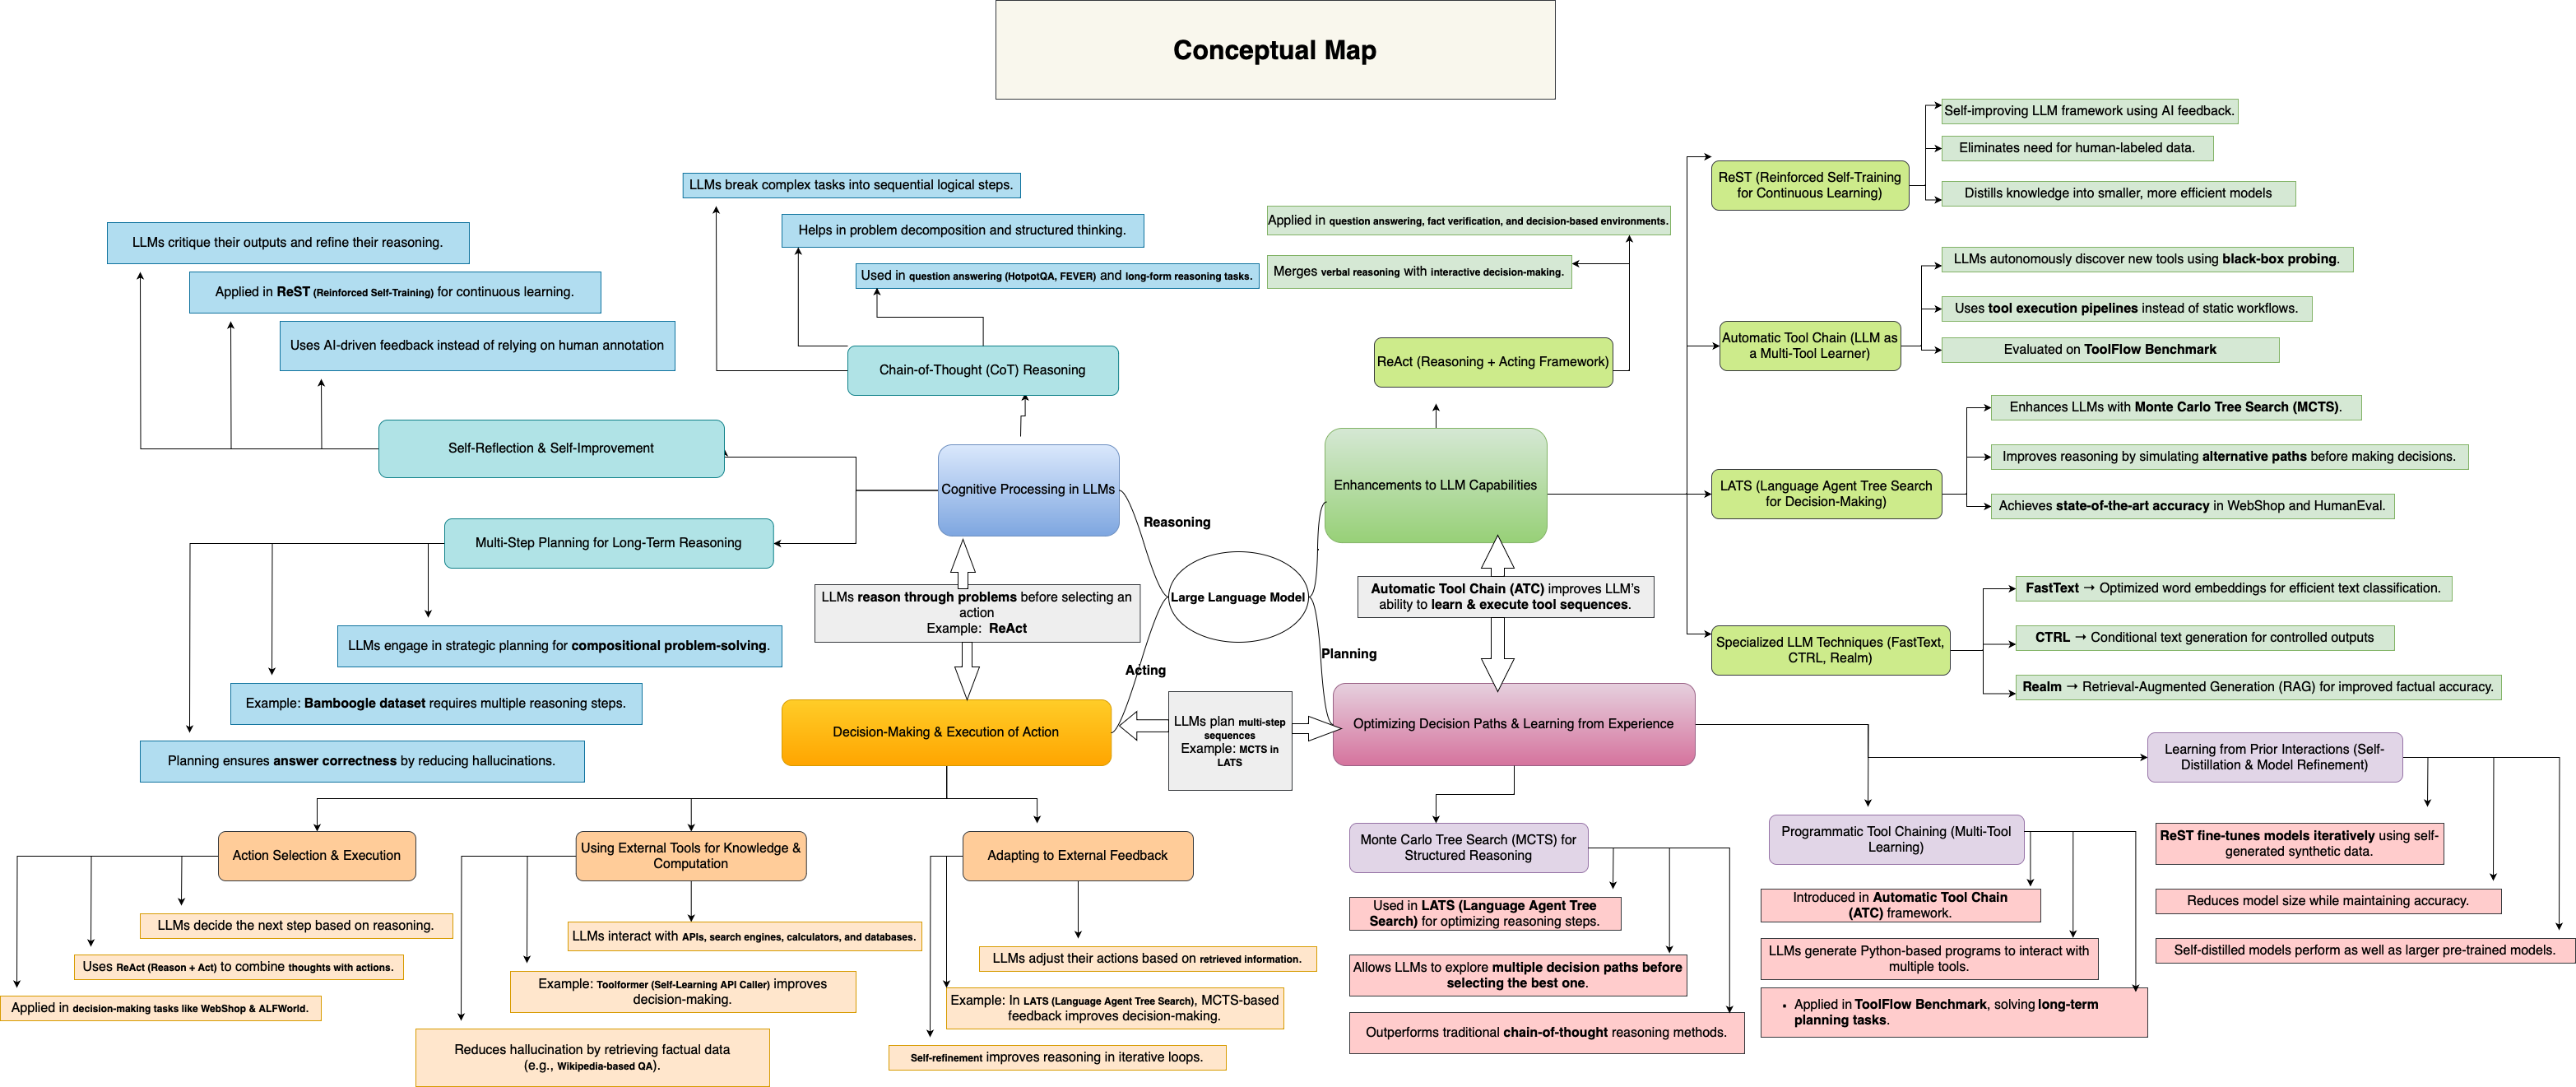 Conceptual Map
LLMs break complex tasks into sequential logical steps.
Helps in problem decomposition and structured thinking.
Used in question answering (HotpotQA, FEVER) and long-form reasoning tasks.
Chain-of-Thought (CoT) Reasoning
LLMs critique their outputs and refine their reasoning.
Applied in ReST (Reinforced Self-Training) for continuous learning.
Uses AI-driven feedback instead of relying on human annotation
Self-Reflection & Self-Improvement
Multi-Step Planning for Long-Term Reasoning
LLMs engage in strategic planning for compositional problem-solving.
Example: Bamboogle dataset requires multiple reasoning steps.
Planning ensures answer correctness by reducing hallucinations.
Cognitive Processing in LLMs
Reasoning
LLMs reason through problems before selecting an
action
Example: ReAct
Large Language Model
Acting
Planning
Applied in question answering, fact verification, and decision-based environments.
Merges verbal reasoning with interactive decision-making.
ReAct (Reasoning + Acting Framework)
Enhancements to LLM Capabilities
Automatic Tool Chain (ATC) improves LLM's
ability to learn & execute tool sequences.
ReST (Reinforced Self-Training
for Continuous Learning)
Self-improving LLM framework using AI feedback.
Eliminates need for human-labeled data.
Distills knowledge into smaller, more efficient models
Automatic Tool Chain (LLM as
a Multi-Tool Learner)
LLMs autonomously discover new tools using black-box probing.
Uses tool execution pipelines instead of static workflows.
Evaluated on ToolFlow Benchmark
LATS (Language Agent Tree Search
for Decision-Making)
Enhances LLMs with Monte Carlo Tree Search (MCTS).
Improves reasoning by simulating alternative paths before making decisions.
Achieves state-of-the-art accuracy in WebShop and HumanEval.
Specialized LLM Techniques (FastText,
CTRL, Realm)
FastText → Optimized word embeddings for efficient text classification.
CTRL → Conditional text generation for controlled outputs
Realm → Retrieval-Augmented Generation (RAG) for improved factual accuracy.
Decision-Making & Execution of Action
LLMs plan multi-step
sequences
Example: MCTS in
LATS
Optimizing Decision Paths & Learning from Experience
Action Selection & Execution
LLMs decide the next step based on reasoning.
Uses ReAct (Reason + Act) to combine thoughts with actions.
Applied in decision-making tasks like WebShop & ALFWorld.
Using External Tools for Knowledge &
Computation
LLMs interact with APIs, search engines, calculators, and databases.
Example: Toolformer (Self-Learning API Caller) improves
decision-making.
Reduces hallucination by retrieving factual data
(e.g., Wikipedia-based QA).
Adapting to External Feedback
LLMs adjust their actions based on retrieved information.
Example: In LATS (Language Agent Tree Search), MCTS-based
feedback improves decision-making.
Self-refinement improves reasoning in iterative loops.
Monte Carlo Tree Search (MCTS) for
Structured Reasoning
Used in LATS (Language Agent Tree
Search) for optimizing reasoning steps.
Allows LLMs to explore multiple decision paths before
selecting the best one.
Outperforms traditional chain-of-thought reasoning methods.
Programmatic Tool Chaining (Multi-Tool
Learning)
Introduced in Automatic Tool Chain
(ATC) framework.
LLMs generate Python-based programs to interact with
multiple tools.
• Applied in ToolFlow Benchmark, solving long-term
planning tasks.
Learning from Prior Interactions (Self-
Distillation & Model Refinement)
ReST fine-tunes models iteratively using self-
generated synthetic data.
Reduces model size while maintaining accuracy.
Self-distilled models perform as well as larger pre-trained models.